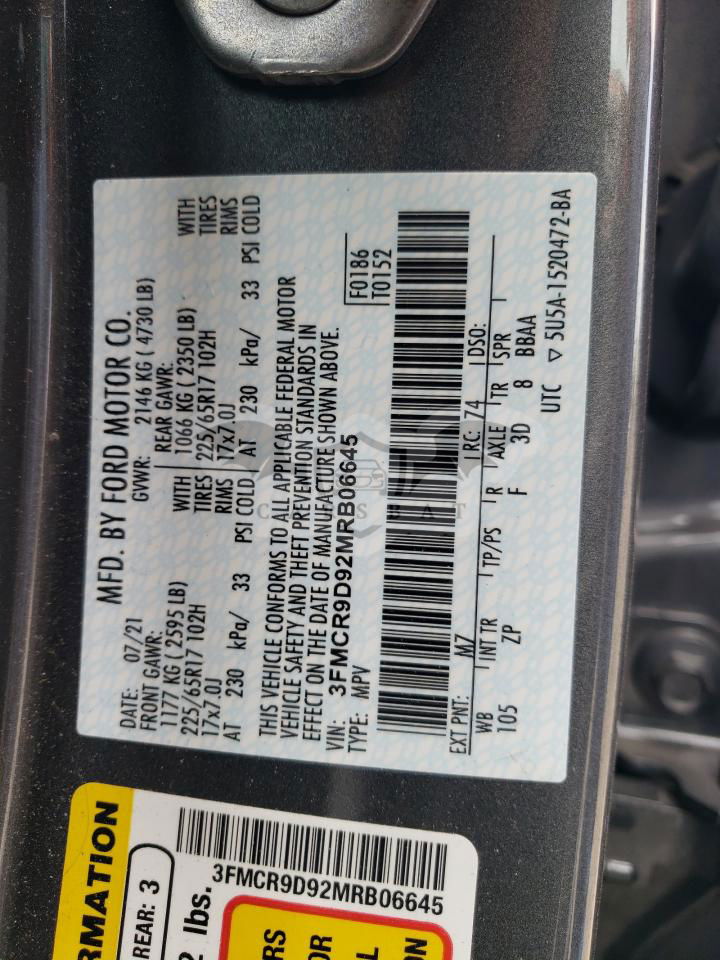 MFD. BY FORD MOTOR CO.
DATE: 07/21 GVWR: 2146 KG ( 4730 LB)
FRONT GAWR: REAR GAWR:
1177 KG ( 2595 LB) WITH 1066 KG ( 2350 LB) WITH
225/65R17 102H TIRES 225/65R17 102H TIRES
17x7.0J RIMS 17x7.0J RIMS
AT 230 kPa/ 33 PSI COLD AT 230 kPa/ 33 PSI COLD
THIS VEHICLE CONFORMS TO ALL APPLICABLE FEDERAL MOTOR
VEHICLE SAFETY AND THEFT PREVENTION STANDARDS IN
EFFECT ON THE DATE OF MANUFACTURE SHOWN ABOVE.
VIN: 3FMCR9D92MRB06645
TYPE: MPV
F0186
T0152
EXT PNT: M7 RC: 74 DSO:
WB INT TR TP/PS R AXLE TR SPR
105 ZP F 3D 8 BBAA
UTC ▽ 5U5A-1520472-BA
RMATION
REAR: 3
lbs.
3FMCR9D92MRB06645